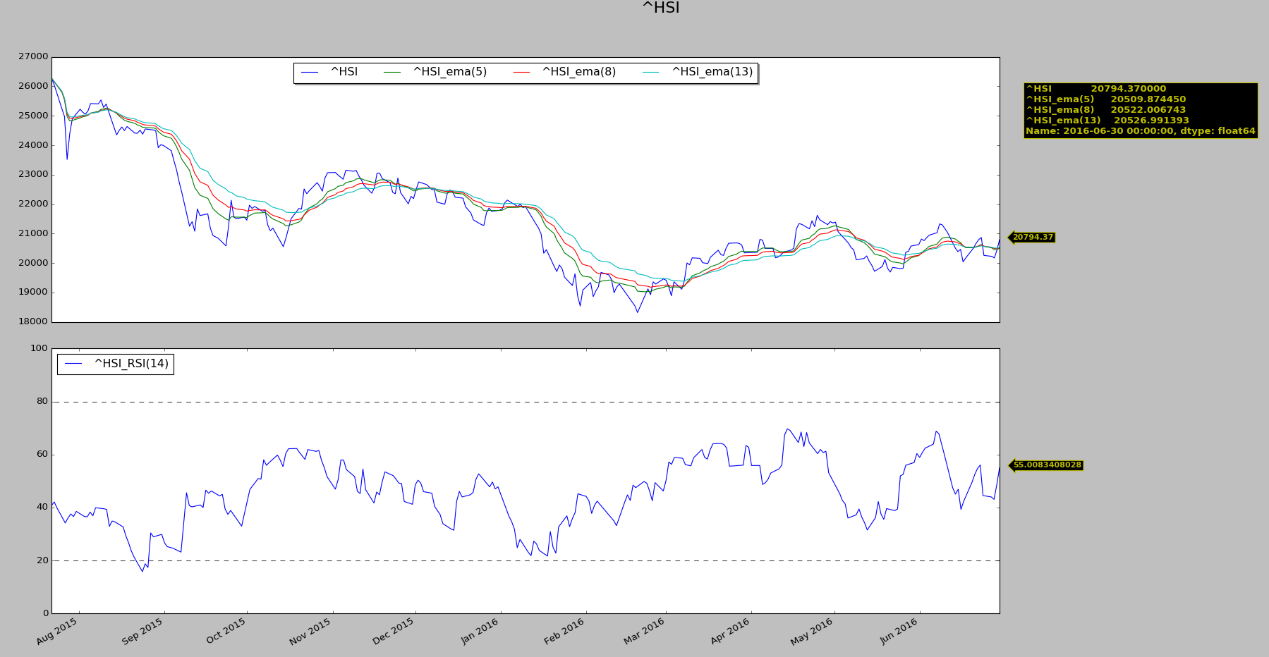 ^HSI
27000
26000
25000
24000
23000
22000
21000
20000
19000
18000
^HSI ^HSI_ema(5) ^HSI_ema(8) ^HSI_ema(13)
^HSI 20794.370000
^HSI_ema(5) 20509.874450
^HSI_ema(8) 20522.006743
^HSI_ema(13) 20526.991393
Name: 2016-06-30 00:00:00, dtype: float64
20794.37
100
80
60
40
20
0
^HSI_RSI(14)
55.0083408028
Aug 2015
Sep 2015
Oct 2015
Nov 2015
Dec 2015
Jan 2016
Feb 2016
Mar 2016
Apr 2016
May 2016
Jun 2016